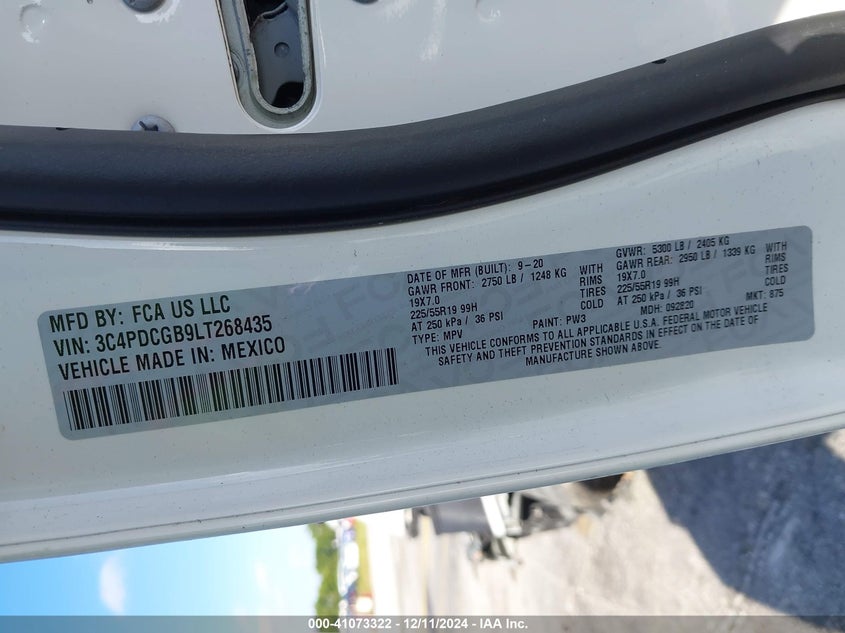 MFD BY: FCA US LLC
VIN: 3C4PDCGB9LT268435
VEHICLE MADE IN: MEXICO
DATE OF MFR (BUILT): 9-20
GAWR FRONT: 2750 LB / 1248 KG WITH
19X7.0 RIMS
225/55R19 99H TIRES
AT 250 kPa / 36 PSI COLD
TYPE: MPV PAINT: PW3
GVWR: 5300 LB / 2405 KG
GAWR REAR: 2950 LB / 1339 KG WITH
19X7.0 RIMS
225/55R19 99H TIRES
AT 250 kPa / 36 PSI COLD
MDH: 092820 MKT: 875
THIS VEHICLE CONFORMS TO ALL APPLICABLE U.S.A. FEDERAL MOTOR VEHICLE
SAFETY AND THEFT PREVENTION STANDARDS IN EFFECT ON THE DATE OF
MANUFACTURE SHOWN ABOVE.
000-41073322 - 12/11/2024 - IAA Inc.